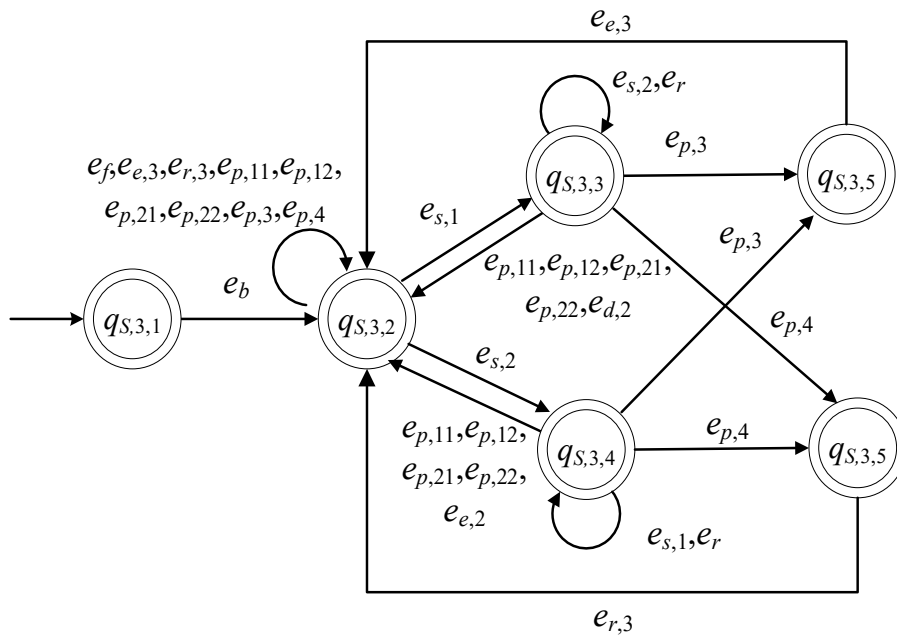 e_{e,3}
e_{s,2},e_r
e_f,e_{e,3},e_{r,3},e_{p,11},e_{p,12},
e_{p,21},e_{p,22},e_{p,3},e_{p,4}
e_{p,3}
q_{S,3,3}
q_{S,3,5}
e_{s,1}
e_{p,3}
e_{p,11},e_{p,12},e_{p,21},
e_{p,22},e_{d,2}
e_b
q_{S,3,1}
q_{S,3,2}
e_{p,4}
e_{s,2}
e_{p,11},e_{p,12},
e_{p,21},e_{p,22},
e_{e,2}
e_{p,4}
q_{S,3,4}
q_{S,3,5}
e_{s,1},e_r
e_{r,3}